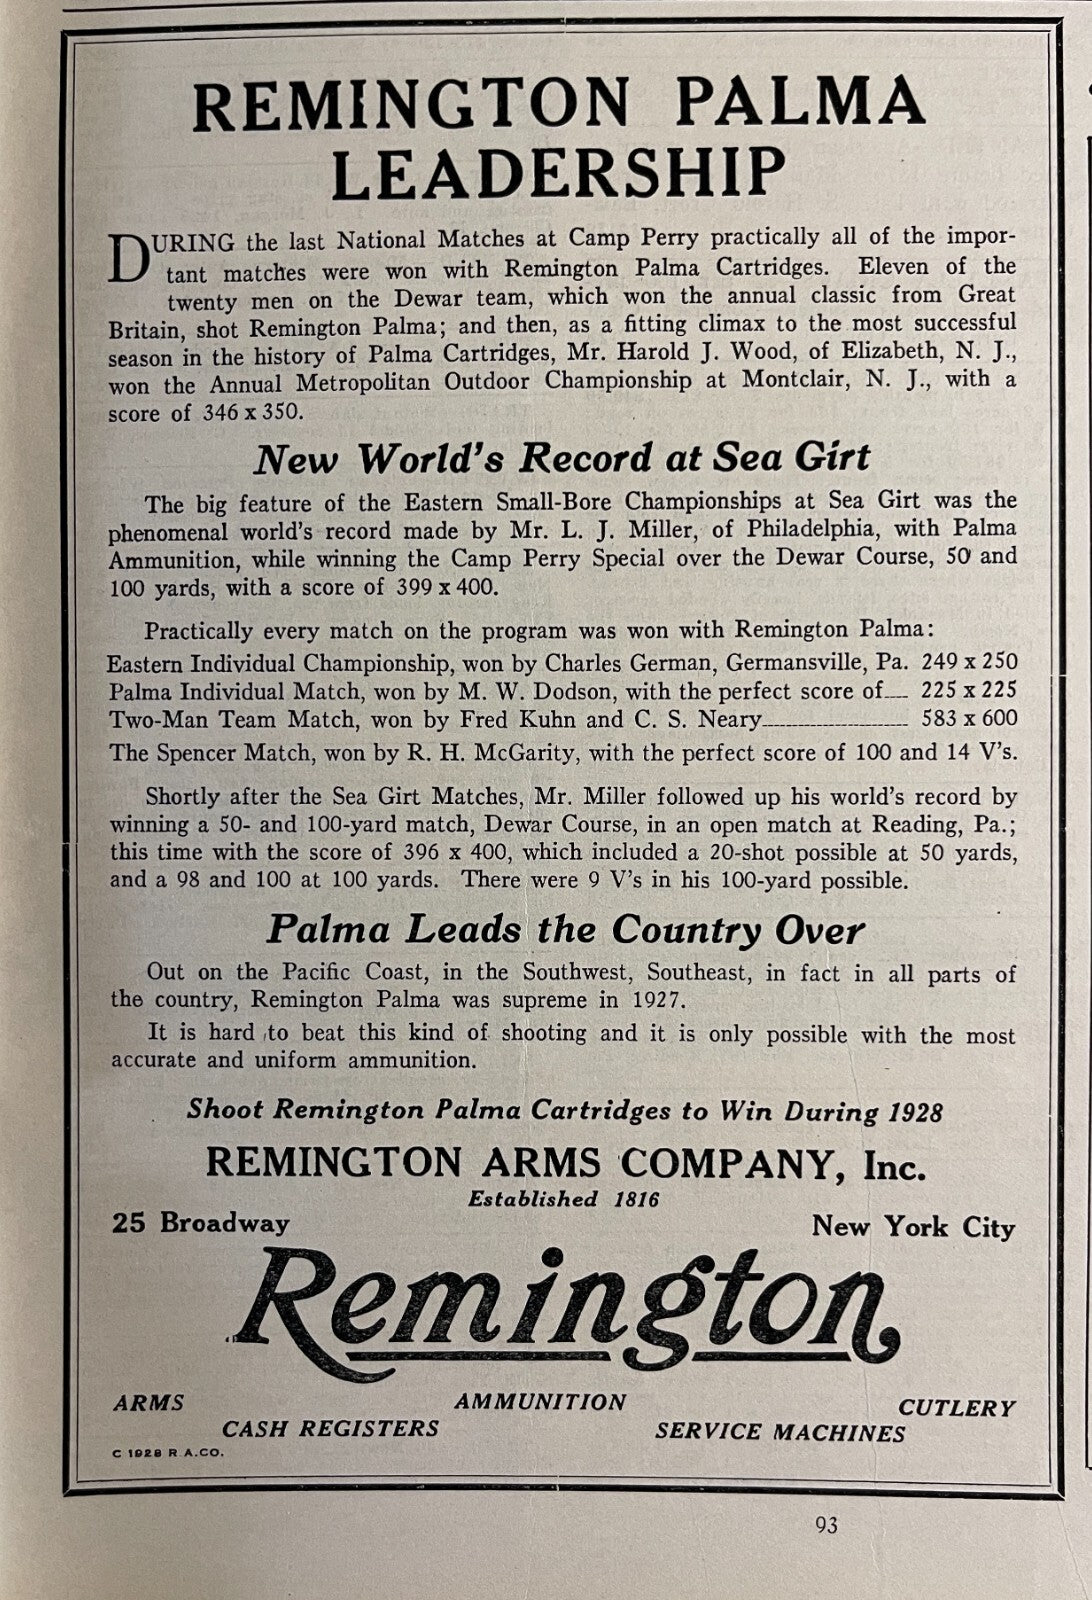 REMINGTON PALMA
LEADERSHIP
DURING the last National Matches at Camp Perry practically all of the impor-
tant matches were won with Remington Palma Cartridges. Eleven of the
twenty men on the Dewar team, which won the annual classic from Great
Britain, shot Remington Palma; and then, as a fitting climax to the most successful
season in the history of Palma Cartridges, Mr. Harold J. Wood, of Elizabeth, N. J.,
won the Annual Metropolitan Outdoor Championship at Montclair, N. J., with a
score of 346 x 350.
New World's Record at Sea Girt
The big feature of the Eastern Small-Bore Championships at Sea Girt was the
phenomenal world's record made by Mr. L. J. Miller, of Philadelphia, with Palma
Ammunition, while winning the Camp Perry Special over the Dewar Course, 50 and
100 yards, with a score of 399 x 400.
Practically every match on the program was won with Remington Palma:
Eastern Individual Championship, won by Charles German, Germansville, Pa. 249 x 250
Palma Individual Match, won by M. W. Dodson, with the perfect score of 225 x 225
Two-Man Team Match, won by Fred Kuhn and C. S. Neary 583 x 600
The Spencer Match, won by R. H. McGarity, with the perfect score of 100 and 14 V's.
Shortly after the Sea Girt Matches, Mr. Miller followed up his world's record by
winning a 50- and 100-yard match, Dewar Course, in an open match at Reading, Pa.;
this time with the score of 396 x 400, which included a 20-shot possible at 50 yards,
and a 98 and 100 at 100 yards. There were 9 V's in his 100-yard possible.
Palma Leads the Country Over
Out on the Pacific Coast, in the Southwest, Southeast, in fact in all parts of
the country, Remington Palma was supreme in 1927.
It is hard to beat this kind of shooting and it is only possible with the most
accurate and uniform ammunition.
Shoot Remington Palma Cartridges to Win During 1928
REMINGTON ARMS COMPANY, Inc.
Established 1816
25 Broadway New York City
Remington
ARMS AMMUNITION CUTLERY
CASH REGISTERS SERVICE MACHINES
C 1928 R.A.CO.
93